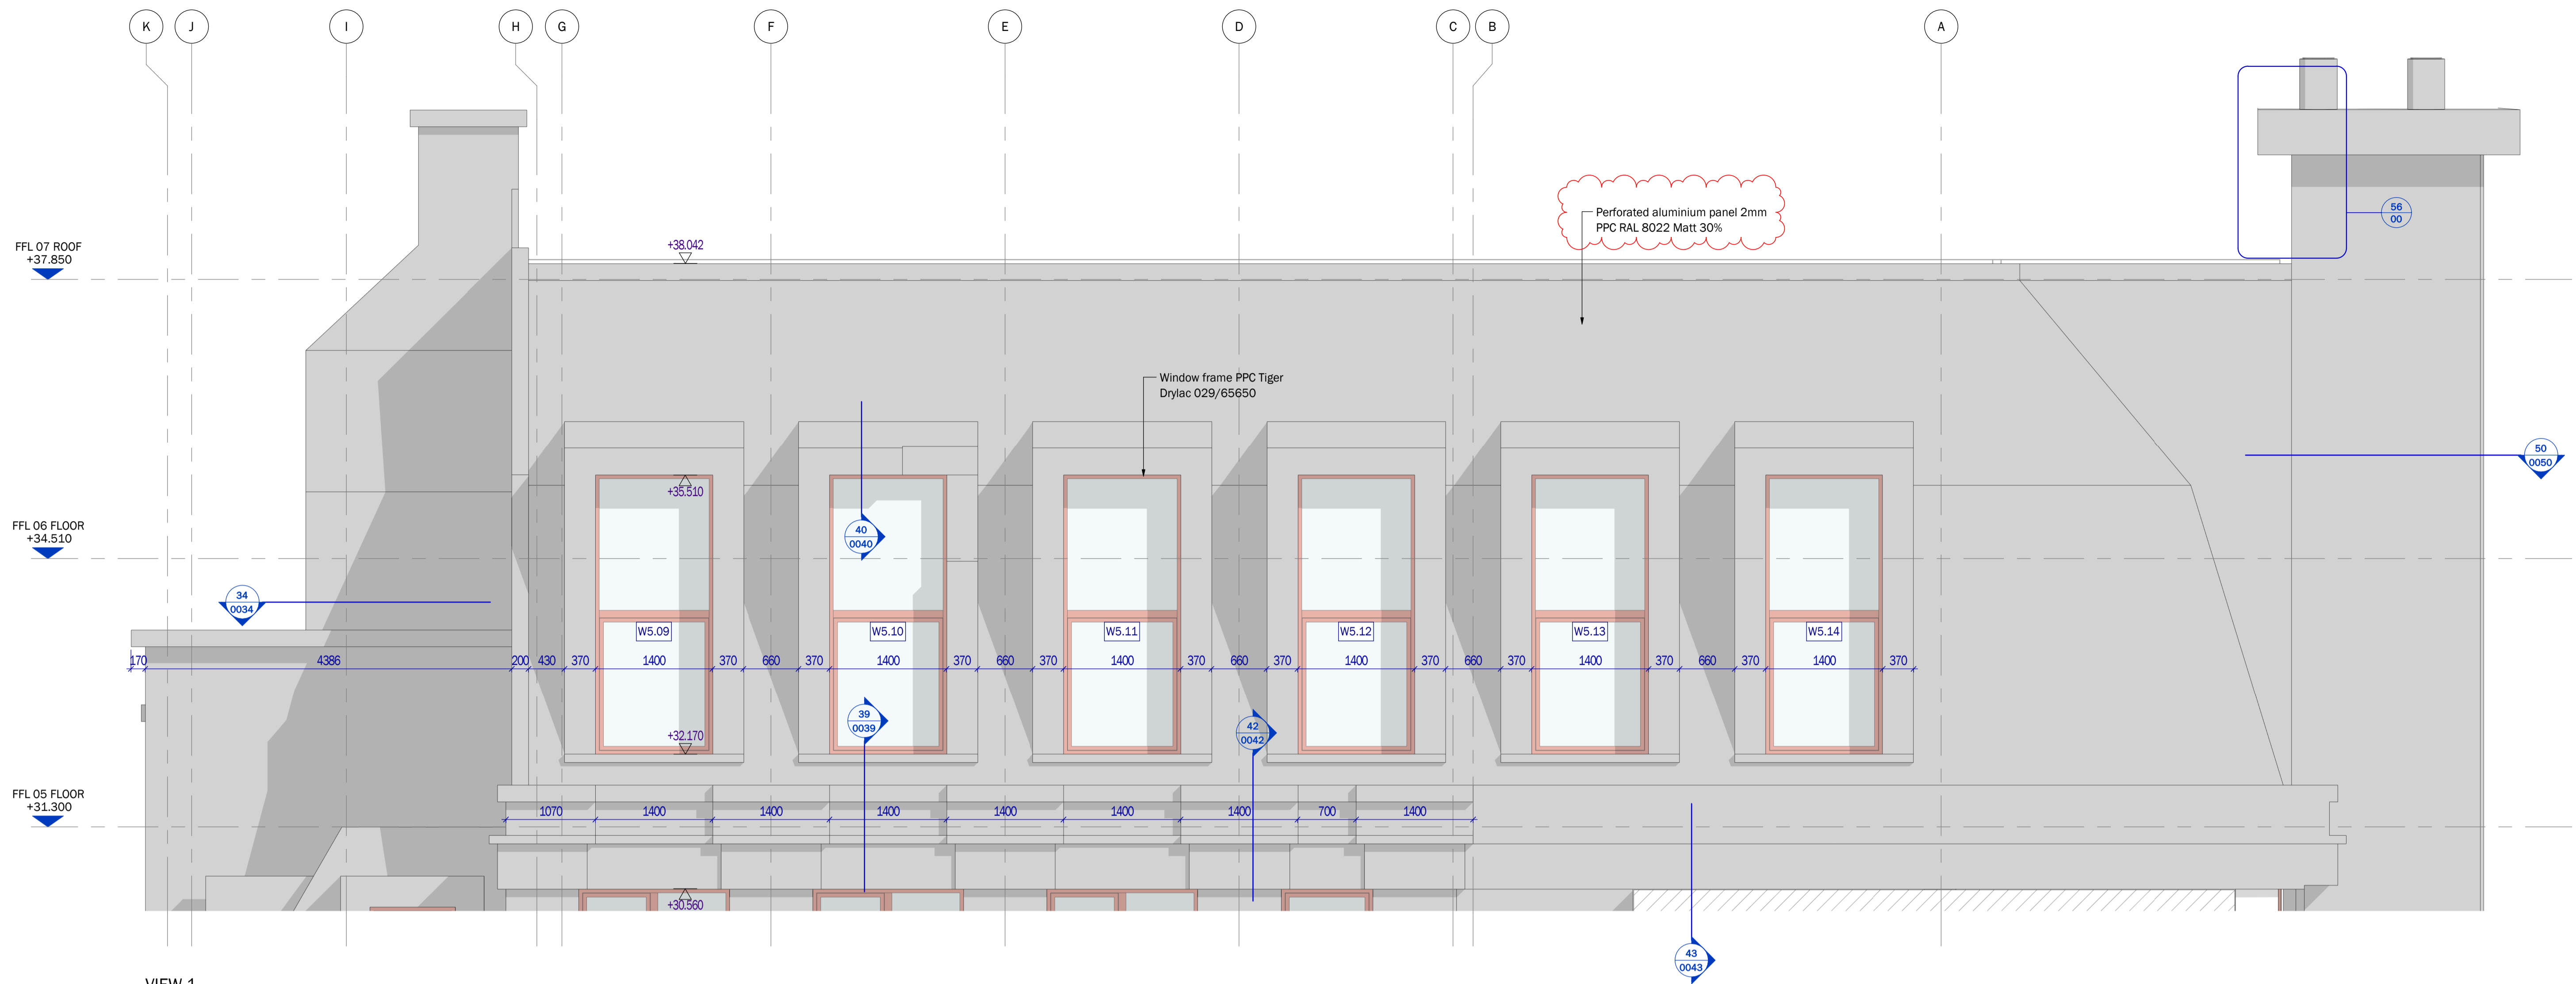 K J I H G F E D C B A
56
00
Perforated aluminium panel 2mm
PPC RAL 8022 Matt 30%
FFL 07 ROOF
+37.850
+38.042
Window frame PPC Tiger
Drylac 029/65650
50
0050
+35.510
FFL 06 FLOOR
+34.510
40
0040
34
0034
W5.09 W5.10 W5.11 W5.12 W5.13 W5.14
170 4386 200 430 370 1400 370 660 370 1400 370 660 370 1400 370 660 370 1400 370 660 370 1400 370 660 370 1400 370
39
0039
42
0042
+32.170
FFL 05 FLOOR
+31.300
1070 1400 1400 1400 1400 1400 1400 700 1400
+30.560
43
0043
VIEW 1